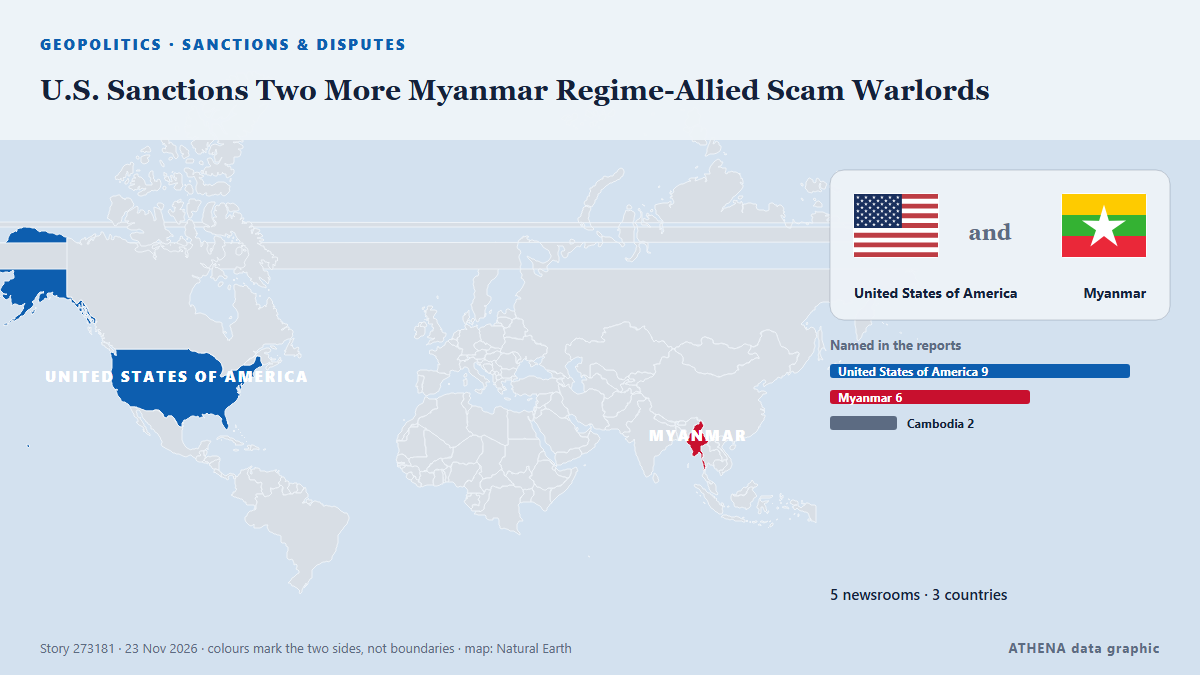 GEOPOLITICS · SANCTIONS & DISPUTES
U.S. Sanctions Two More Myanmar Regime-Allied Scam Warlords
and
United States of America
Myanmar
Named in the reports
United States of America 9
Myanmar 6
Cambodia 2
UNITED STATES OF AMERICA
MYANMAR
5 newsrooms · 3 countries
Story 273181 · 23 Nov 2026 · colours mark the two sides, not boundaries · map: Natural Earth
ATHENA data graphic